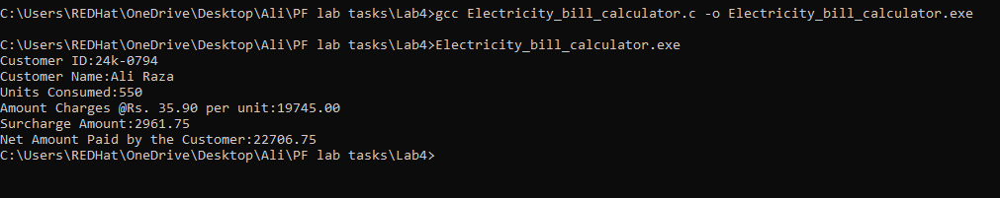 C:\Users\REDHat\OneDrive\Desktop\Ali\PF lab tasks\Lab4>gcc Electricity_bill_calculator.c -o Electricity_bill_calculator.exe
C:\Users\REDHat\OneDrive\Desktop\Ali\PF lab tasks\Lab4>Electricity_bill_calculator.exe
Customer ID:24k-0794
Customer Name:Ali Raza
Units Consumed:550
Amount Charges @Rs. 35.90 per unit:19745.00
Surcharge Amount:2961.75
Net Amount Paid by the Customer:22706.75
C:\Users\REDHat\OneDrive\Desktop\Ali\PF lab tasks\Lab4>